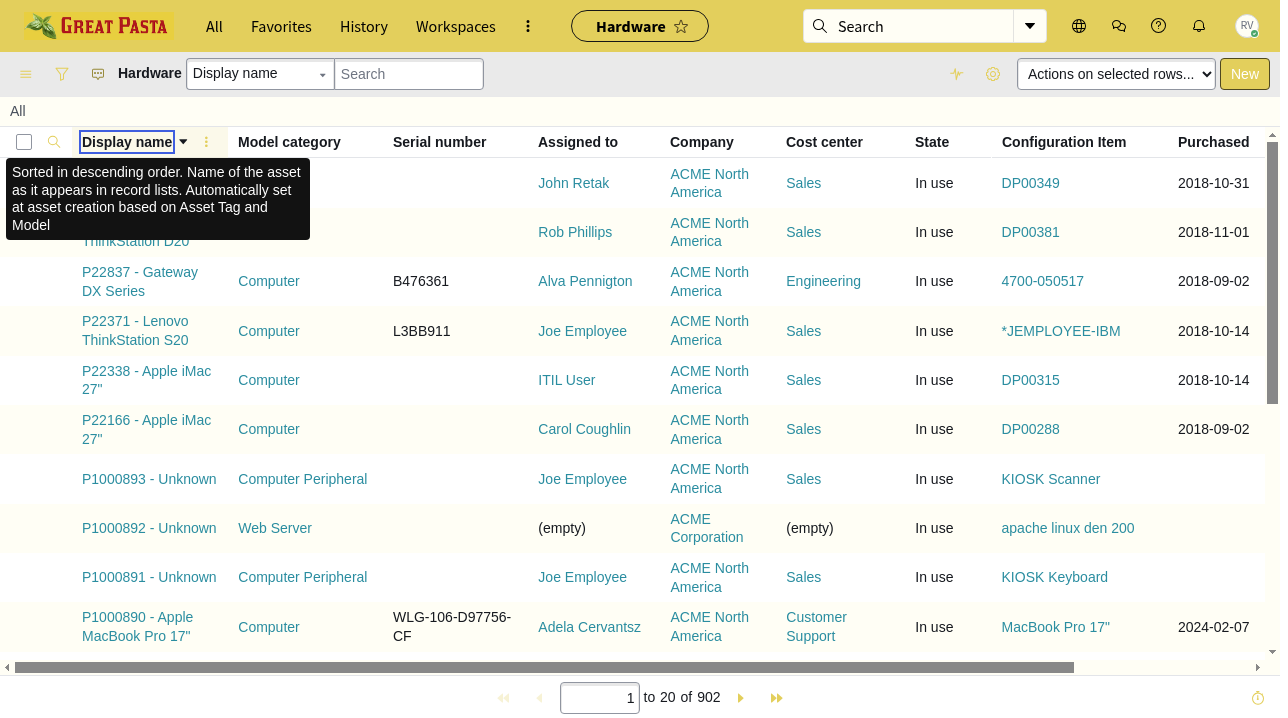 GREAT PASTA All Favorites History Workspaces Hardware Search RV
Hardware Display name Search Actions on selected rows... New
All
Display name Model category Serial number Assigned to Company Cost center State Configuration Item Purchased
Sorted in descending order. Name of the asset
as it appears in record lists. Automatically set
at asset creation based on Asset Tag and
Model
John Retak ACME North America Sales In use DP00349 2018-10-31
ThinkStation D20 Rob Phillips ACME North America Sales In use DP00381 2018-11-01
P22837 - Gateway DX Series Computer B476361 Alva Pennigton ACME North America Engineering In use 4700-050517 2018-09-02
P22371 - Lenovo ThinkStation S20 Computer L3BB911 Joe Employee ACME North America Sales In use *JEMPLOYEE-IBM 2018-10-14
P22338 - Apple iMac 27" Computer ITIL User ACME North America Sales In use DP00315 2018-10-14
P22166 - Apple iMac 27" Computer Carol Coughlin ACME North America Sales In use DP00288 2018-09-02
P1000893 - Unknown Computer Peripheral Joe Employee ACME North America Sales In use KIOSK Scanner
P1000892 - Unknown Web Server (empty) ACME Corporation (empty) In use apache linux den 200
P1000891 - Unknown Computer Peripheral Joe Employee ACME North America Sales In use KIOSK Keyboard
P1000890 - Apple MacBook Pro 17" Computer WLG-106-D97756-CF Adela Cervantsz ACME North America Customer Support In use MacBook Pro 17" 2024-02-07
1 to 20 of 902